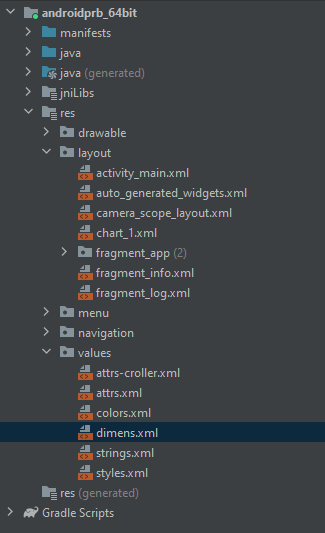 androidprb_64bit
manifests
java
java (generated)
jniLibs
res
drawable
layout
activity_main.xml
auto_generated_widgets.xml
camera_scope_layout.xml
chart_1.xml
fragment_app (2)
fragment_info.xml
fragment_log.xml
menu
navigation
values
attrs-croller.xml
attrs.xml
colors.xml
dimens.xml
strings.xml
styles.xml
res (generated)
Gradle Scripts